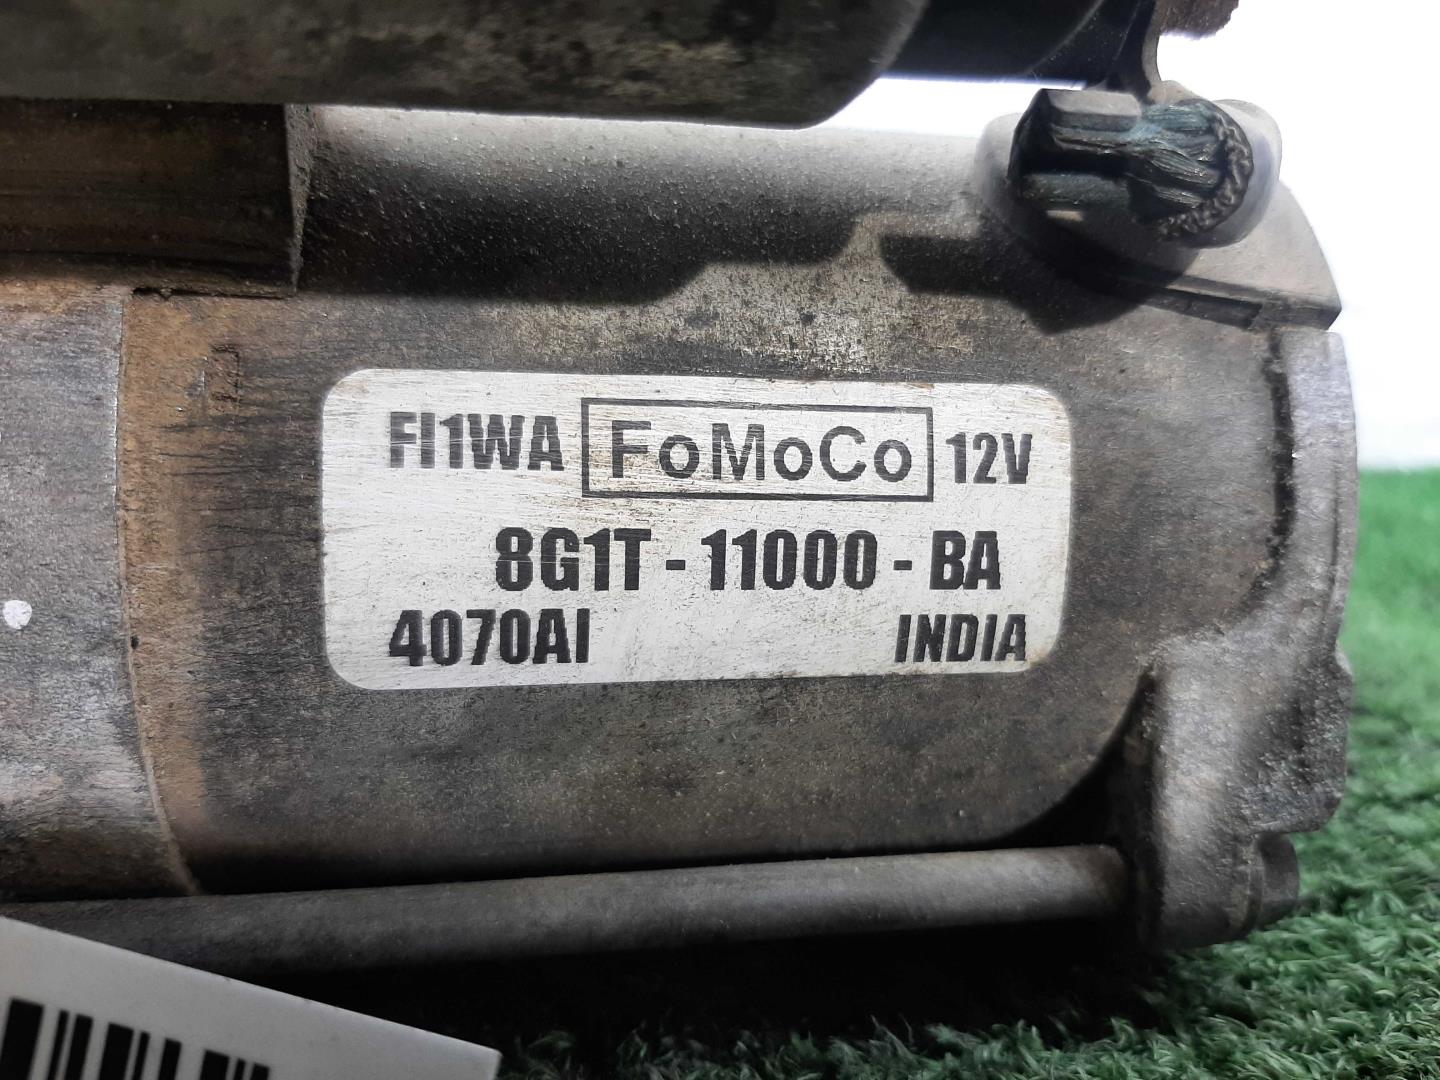 FI1WA FoMoCo 12V
8G1T - 11000 - BA
4070AI INDIA